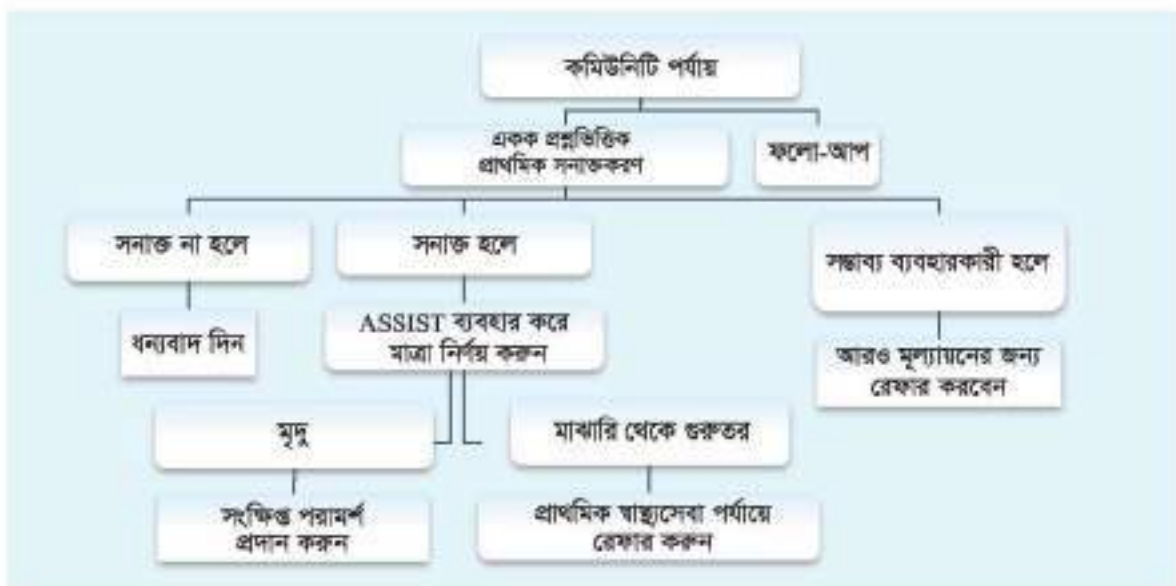 কমিউনিটি পর্যায়
একক প্রশ্নভিত্তিক
প্রাথমিক সনাক্তকরণ
ফলো-আপ
সনাক্ত না হলে
সনাক্ত হলে
সম্ভাব্য ব্যবহারকারী হলে
ধন্যবাদ দিন
ASSIST ব্যবহার করে
মাত্রা নির্ণয় করুন
আরও মূল্যায়নের জন্য
রেফার করবেন
মৃদু
মাঝারি থেকে গুরুতর
সংক্ষিপ্ত পরামর্শ
প্রদান করুন
প্রাথমিক স্বাস্থ্যসেবা পর্যায়ে
রেফার করুন